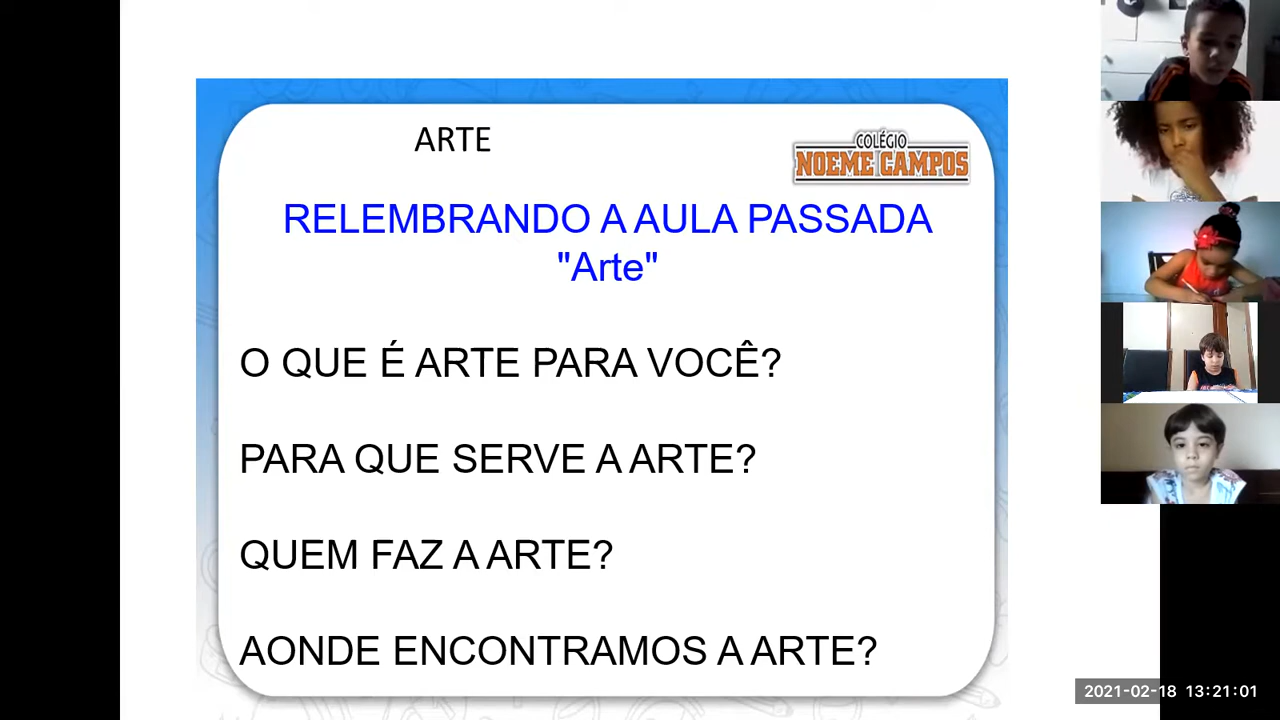 ARTE
COLÉGIO
NOEME CAMPOS
RELEMBRANDO A AULA PASSADA
"Arte"
O QUE É ARTE PARA VOCÊ?
PARA QUE SERVE A ARTE?
QUEM FAZ A ARTE?
AONDE ENCONTRAMOS A ARTE?
2021-02-18 13:21:01